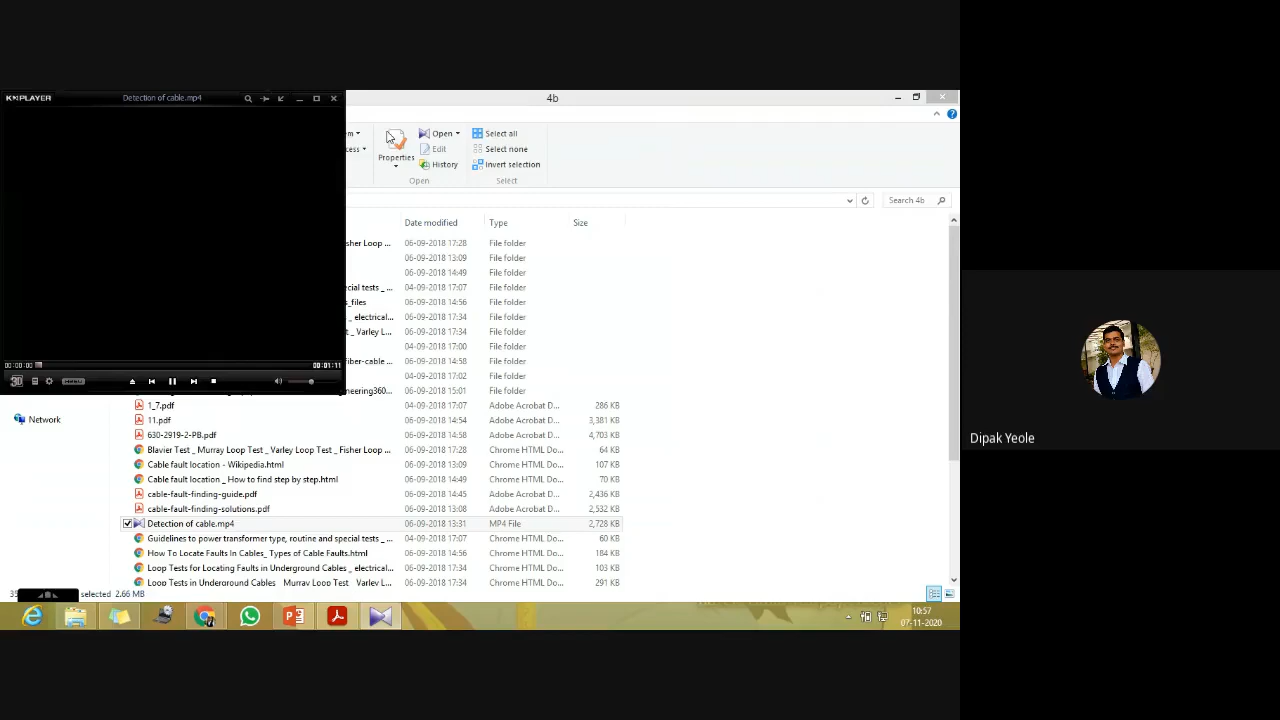 K▶PLAYER Detection of cable.mp4
4b
Properties
Open
Edit
History
Open
Select all
Select none
Invert selection
Select
Search 4b
Date modified Type Size
sher Loop ... 06-09-2018 17:28 File folder
06-09-2018 13:09 File folder
06-09-2018 14:49 File folder
cial tests _ ... 04-09-2018 17:07 File folder
s_files 06-09-2018 14:56 File folder
_ electrical... 06-09-2018 17:34 File folder
t _ Varley L... 06-09-2018 17:34 File folder
04-09-2018 17:00 File folder
fiber-cable 06-09-2018 14:58 File folder
04-09-2018 17:02 File folder
gineering360... 06-09-2018 15:01 File folder
00:00:00 00:01:11
3D
Network
1_7.pdf 04-09-2018 17:07 Adobe Acrobat D... 286 KB
11.pdf 06-09-2018 14:54 Adobe Acrobat D... 3,381 KB
630-2919-2-PB.pdf 06-09-2018 14:58 Adobe Acrobat D... 4,703 KB
Blavier Test _ Murray Loop Test _ Varley Loop Test _ Fisher Loop ... 06-09-2018 17:28 Chrome HTML Do... 64 KB
Cable fault location - Wikipedia.html 06-09-2018 13:09 Chrome HTML Do... 107 KB
Cable fault location _ How to find step by step.html 06-09-2018 14:49 Chrome HTML Do... 70 KB
cable-fault-finding-guide.pdf 06-09-2018 14:45 Adobe Acrobat D... 2,436 KB
cable-fault-finding-solutions.pdf 06-09-2018 13:08 Adobe Acrobat D... 2,532 KB
Detection of cable.mp4 06-09-2018 13:31 MP4 File 2,728 KB
Guidelines to power transformer type, routine and special tests _ ... 04-09-2018 17:07 Chrome HTML Do... 60 KB
How To Locate Faults In Cables_ Types of Cable Faults.html 06-09-2018 14:56 Chrome HTML Do... 184 KB
Loop Tests for Locating Faults in Underground Cables _ electrical... 06-09-2018 17:34 Chrome HTML Do... 103 KB
Loop Tests in Underground Cables _ Murray Loop Test _ Varley L... 06-09-2018 17:34 Chrome HTML Do... 291 KB
selected 2.66 MB
10:57
07-11-2020
Dipak Yeole